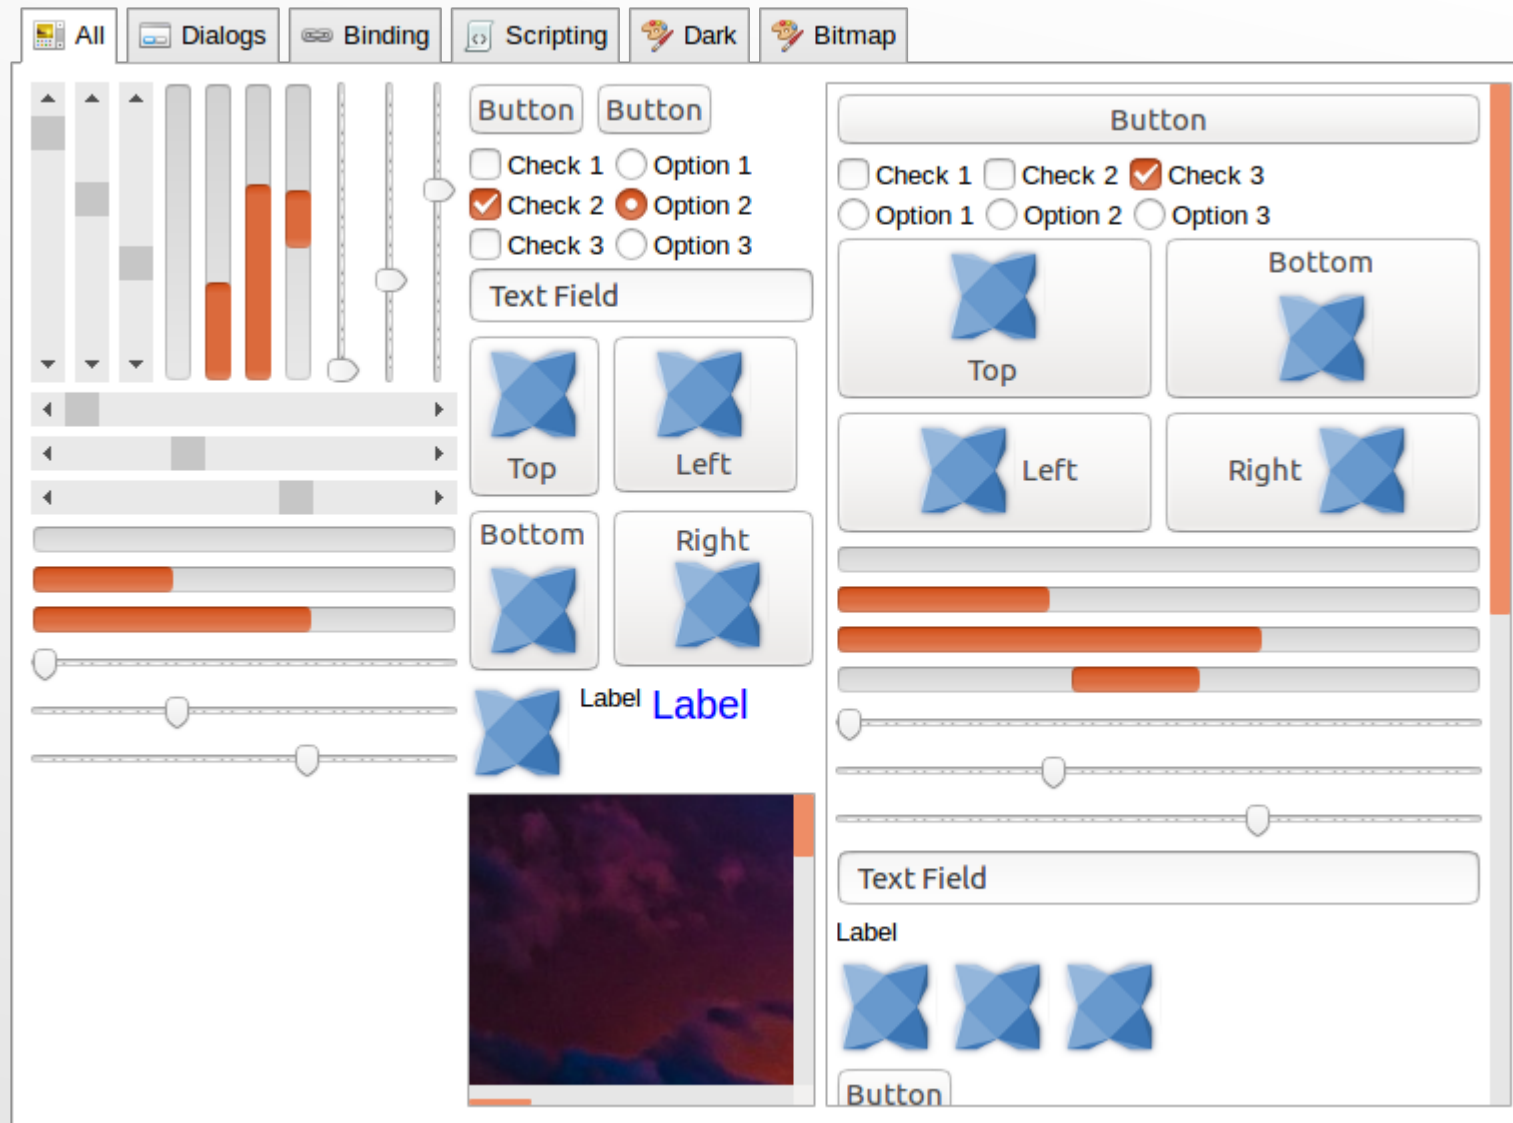 All Dialogs Binding Scripting Dark Bitmap
Button Button
Check 1 Option 1
Check 2 Option 2
Check 3 Option 3
Text Field
Top Left
Bottom Right
Label Label
Button
Check 1 Check 2 Check 3
Option 1 Option 2 Option 3
Top Bottom
Left Right
Text Field
Label
Button